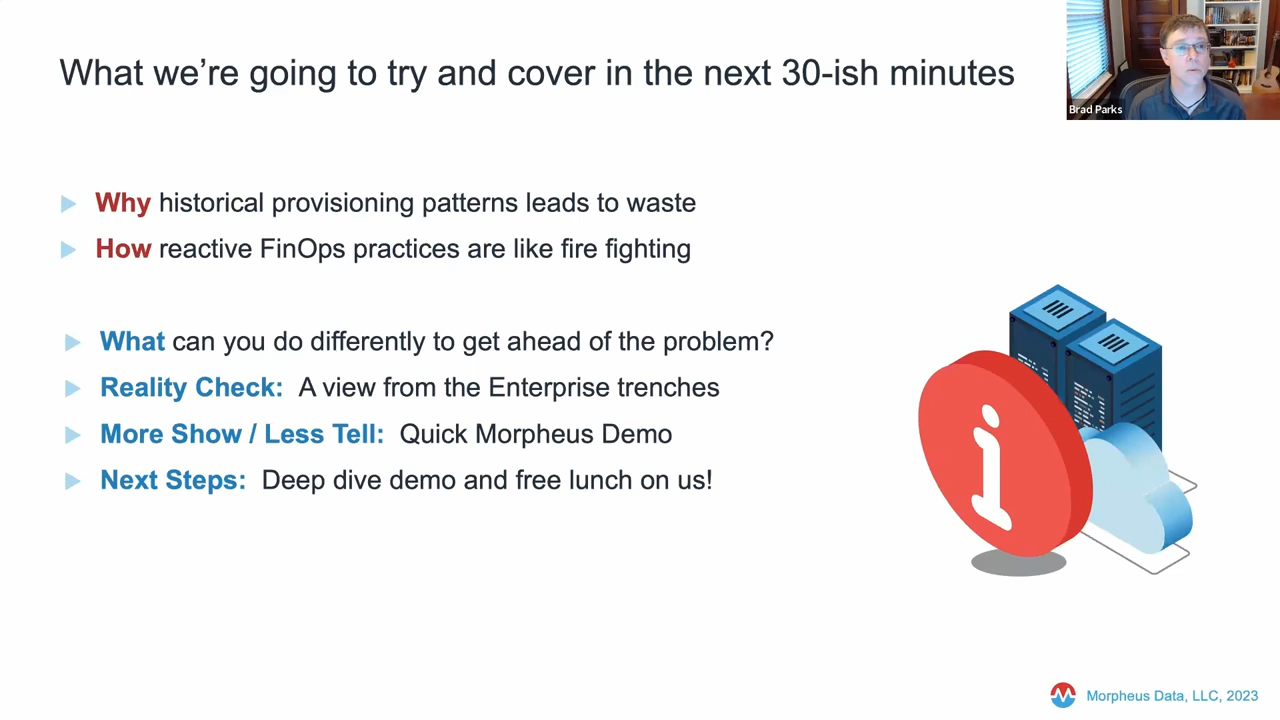 What we're going to try and cover in the next 30-ish minutes
Brad Parks
Why historical provisioning patterns leads to waste
How reactive FinOps practices are like fire fighting
What can you do differently to get ahead of the problem?
Reality Check: A view from the Enterprise trenches
More Show / Less Tell: Quick Morpheus Demo
Next Steps: Deep dive demo and free lunch on us!
i
Morpheus Data, LLC, 2023